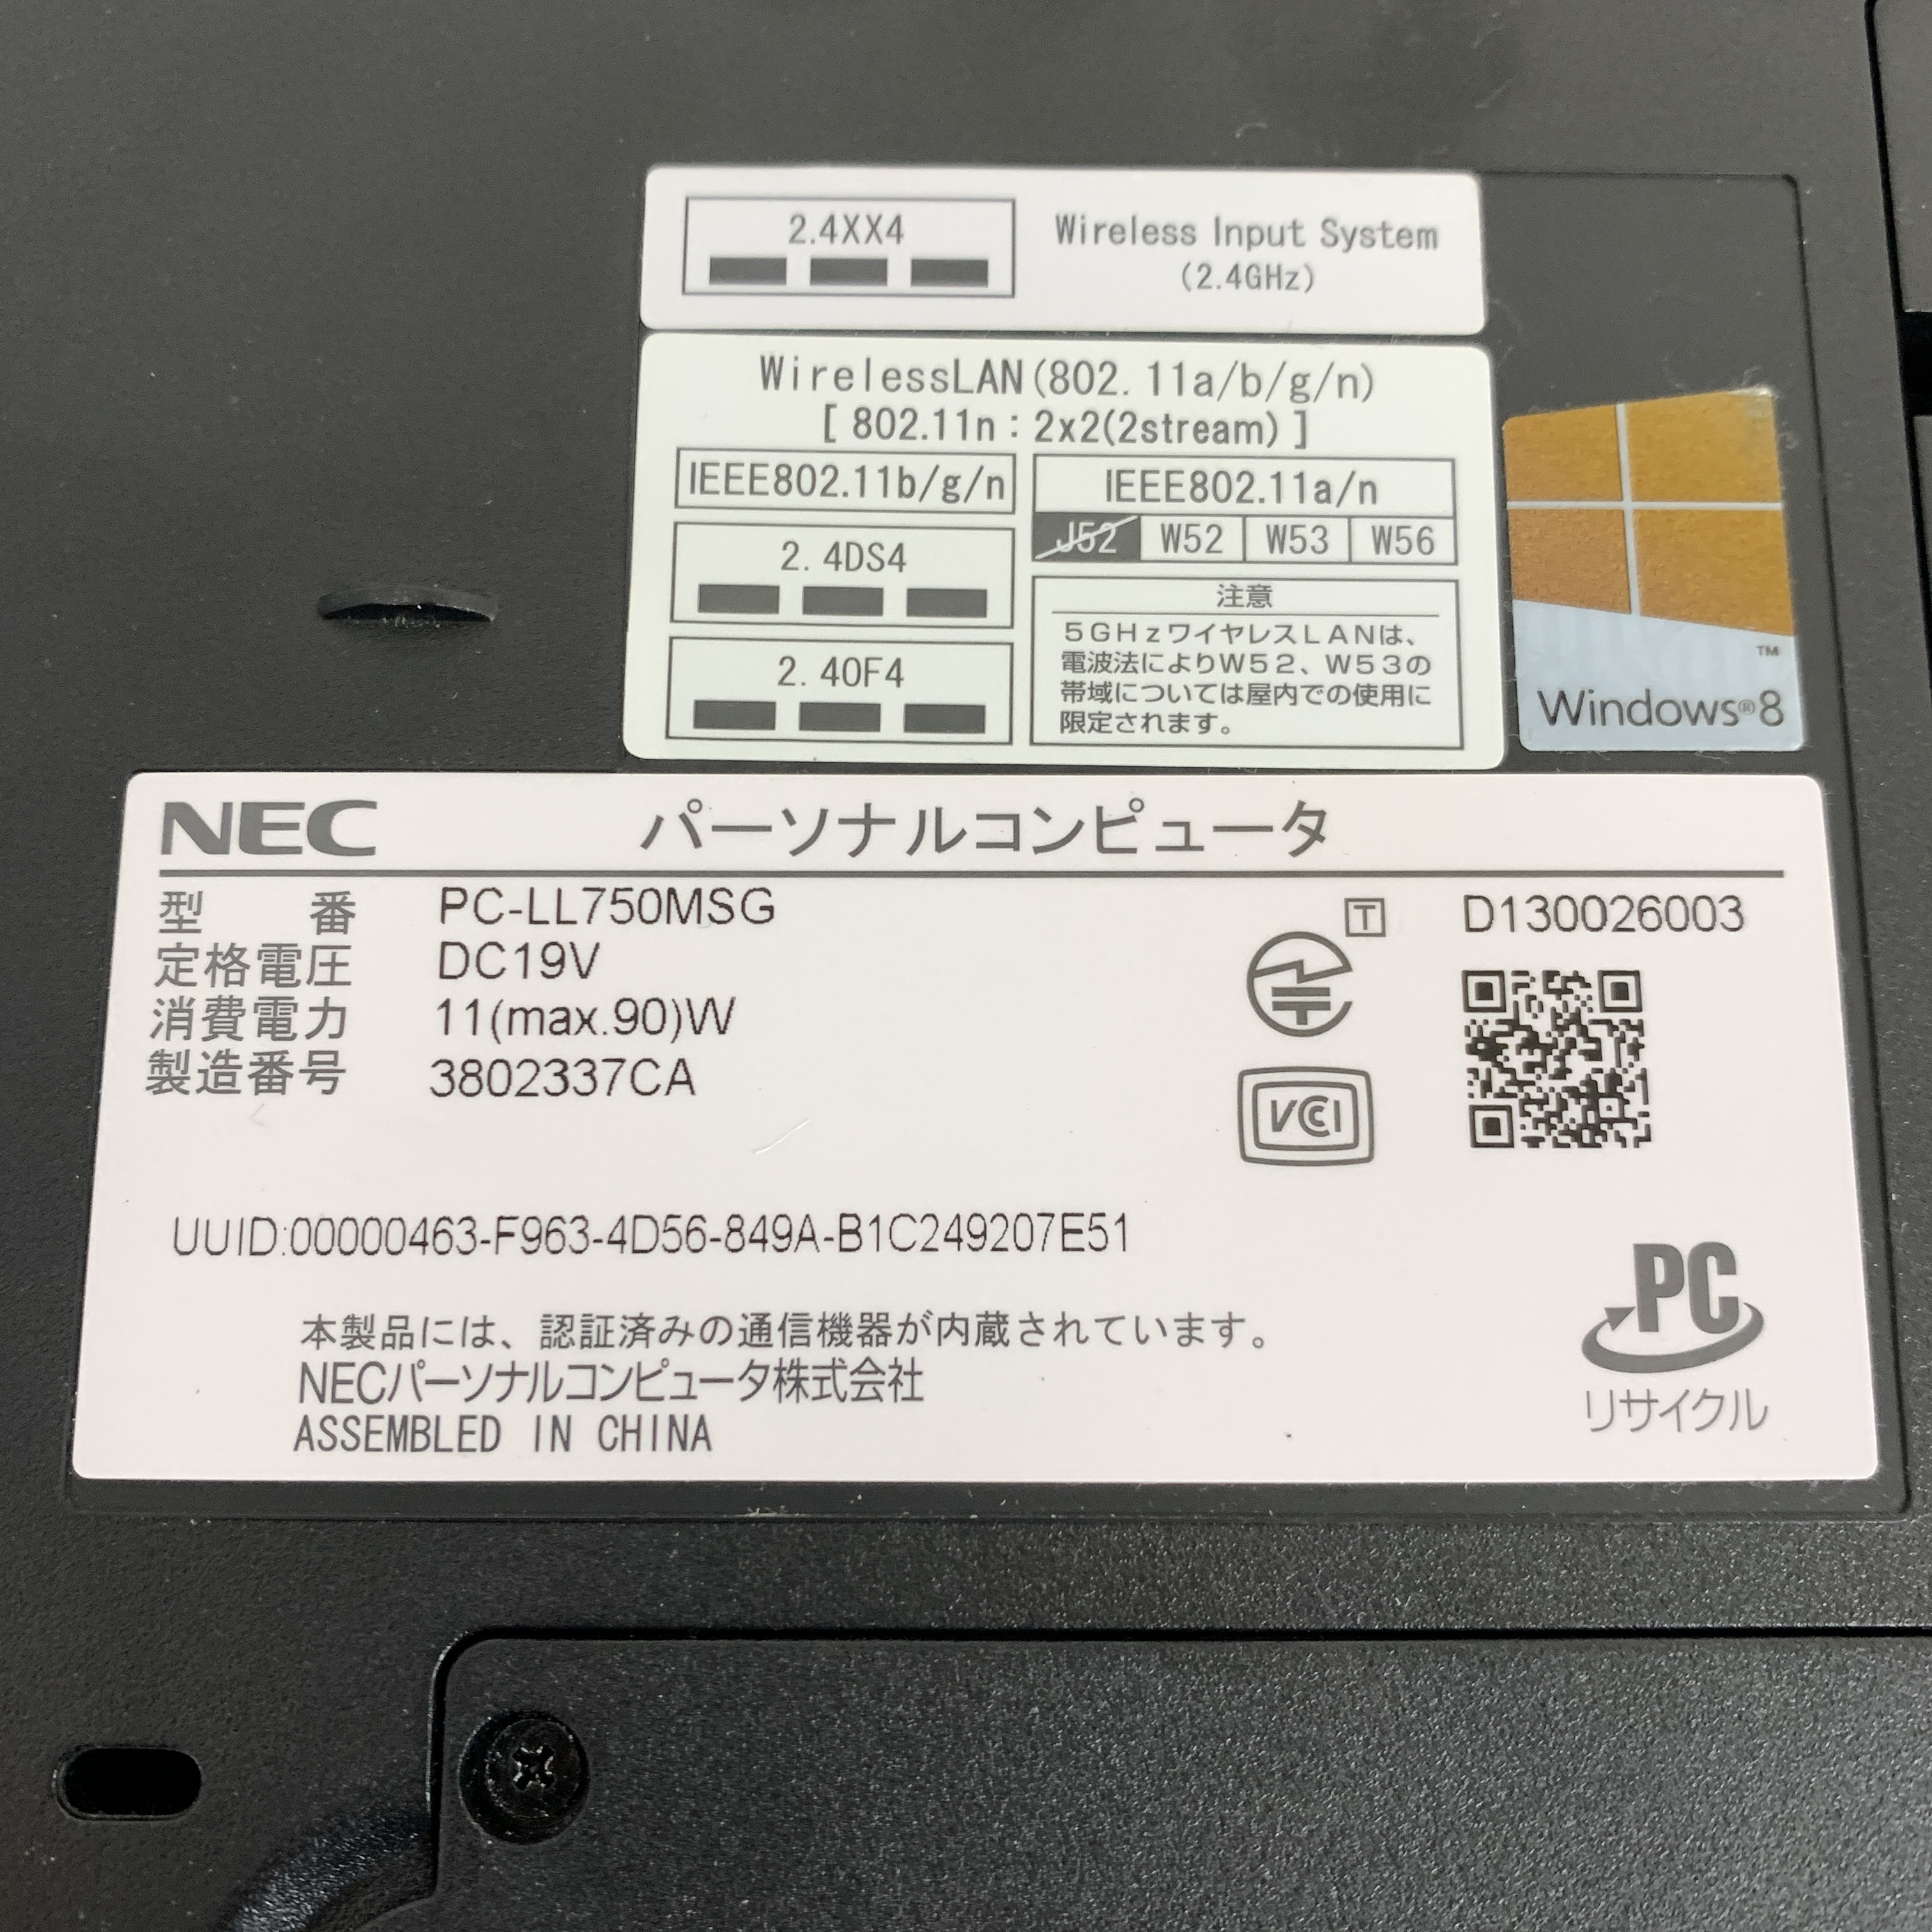 2.4XX4
Wireless Input System
(2.4GHz)
WirelessLAN(802.11a/b/g/n)
[ 802.11n : 2x2(2stream) ]
IEEE802.11b/g/n
IEEE802.11a/n
J52 W52 W53 W56
2.4DS4
2.4OF4
注意
5GHzワイヤレスLANは、
電波法によりW52、W53の
帯域については屋内での使用に
限定されます。
TM
Windows®8
NEC パーソナルコンピュータ
型番 PC-LL750MSG
定格電圧 DC19V
消費電力 11(max.90)W
製造番号 3802337CA
T D130026003
VCCI
UUID:00000463-F963-4D56-849A-B1C249207E51
本製品には、認証済みの通信機器が内蔵されています。
NECパーソナルコンピュータ株式会社
ASSEMBLED IN CHINA
PC
リサイクル